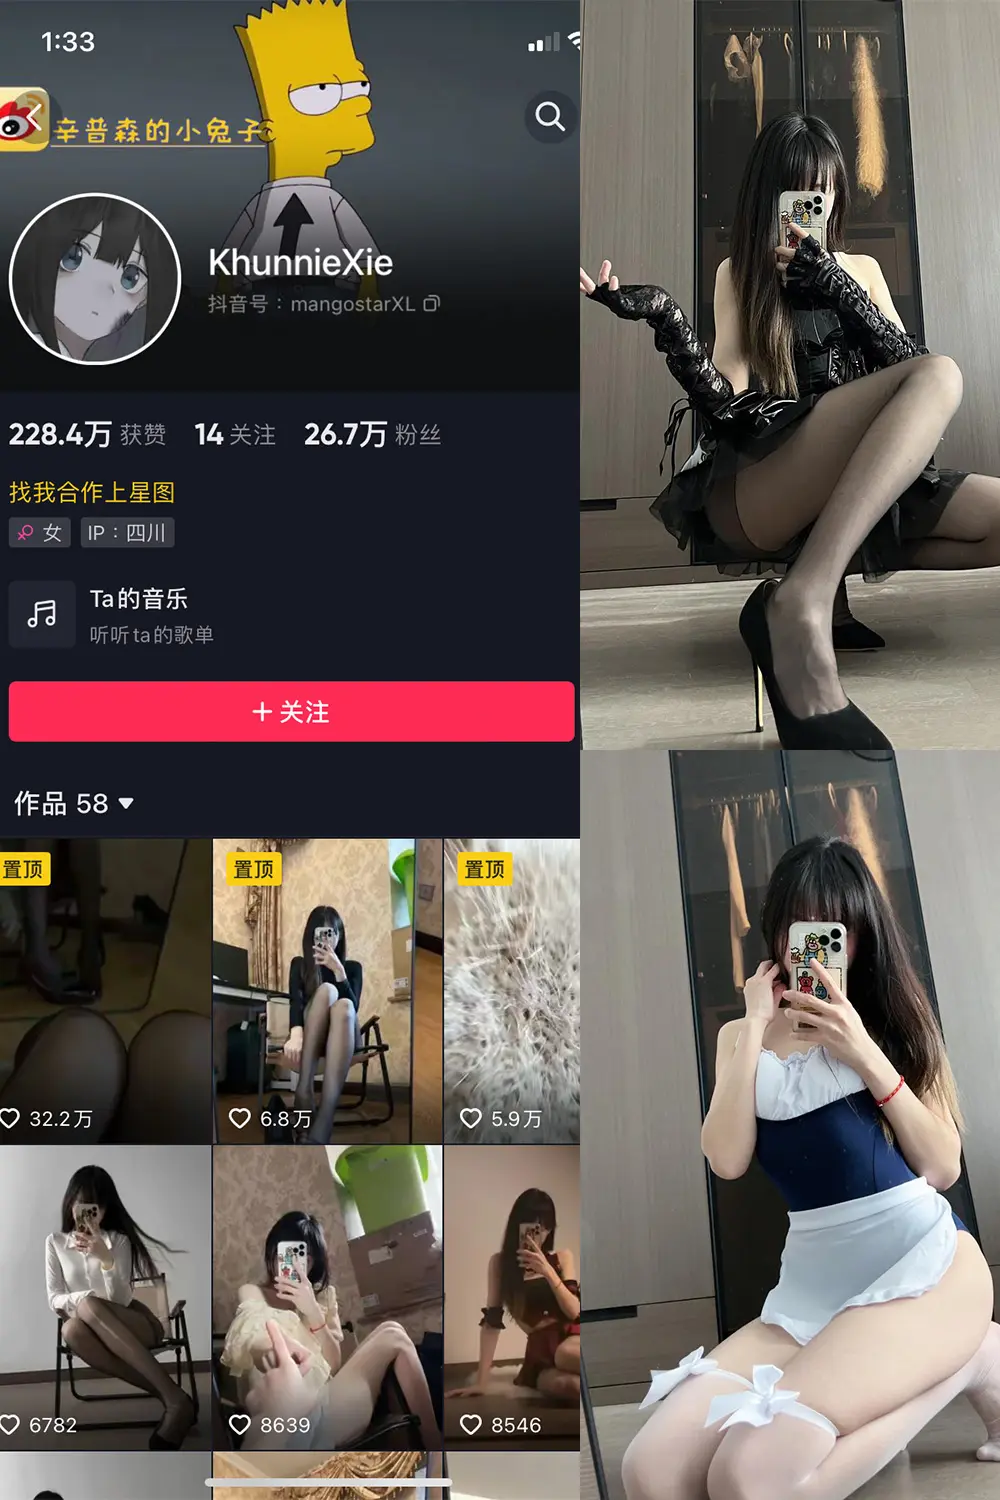 1:33
辛普森的小兔子
KhunnieXie
抖音号：mangostarXL
228.4万 获赞 14 关注 26.7万 粉丝
找我合作上星图
女 IP：四川
Ta的音乐
听听ta的歌单
+ 关注
作品 58
置顶 置顶 置顶
32.2万 6.8万 5.9万
6782 8639 8546